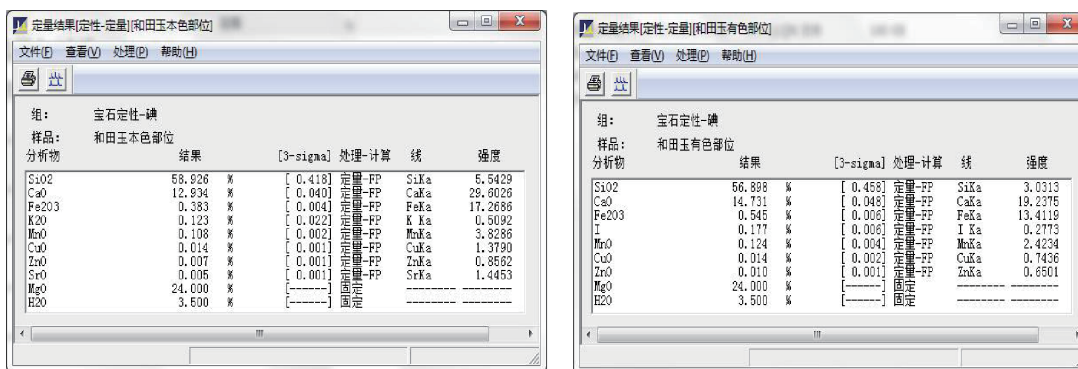 定量结果[定性-定量][和田玉本色部位]
文件(F) 查看(V) 处理(P) 帮助(H)
组: 宝石定性-碘
样品: 和田玉本色部位
分析物 结果 [3-sigma] 处理-计算 线 强度
SiO2 58.926 % [ 0.418] 定量-FP SiKa 5.5429
CaO 12.934 % [ 0.040] 定量-FP CaKa 29.6026
Fe2O3 0.383 % [ 0.004] 定量-FP FeKa 17.2686
K2O 0.123 % [ 0.022] 定量-FP K Ka 0.5092
MnO 0.108 % [ 0.002] 定量-FP MnKa 3.8286
CuO 0.014 % [ 0.001] 定量-FP CuKa 1.3790
ZnO 0.007 % [ 0.001] 定量-FP ZnKa 0.8562
SrO 0.005 % [ 0.001] 定量-FP SrKa 1.4453
MgO 24.000 % [------] 固定 -------- --------
H2O 3.500 % [------] 固定 -------- --------
定量结果[定性-定量][和田玉有色部位]
文件(F) 查看(V) 处理(P) 帮助(H)
组: 宝石定性-碘
样品: 和田玉有色部位
分析物 结果 [3-sigma] 处理-计算 线 强度
SiO2 56.898 % [ 0.458] 定量-FP SiKa 3.0313
CaO 14.731 % [ 0.048] 定量-FP CaKa 19.2375
Fe2O3 0.545 % [ 0.006] 定量-FP FeKa 13.4119
I 0.177 % [ 0.006] 定量-FP I Ka 0.2773
MnO 0.124 % [ 0.004] 定量-FP MnKa 2.4234
CuO 0.014 % [ 0.002] 定量-FP CuKa 0.7436
ZnO 0.010 % [ 0.001] 定量-FP ZnKa 0.6501
MgO 24.000 % [------] 固定 -------- --------
H2O 3.500 % [------] 固定 -------- --------